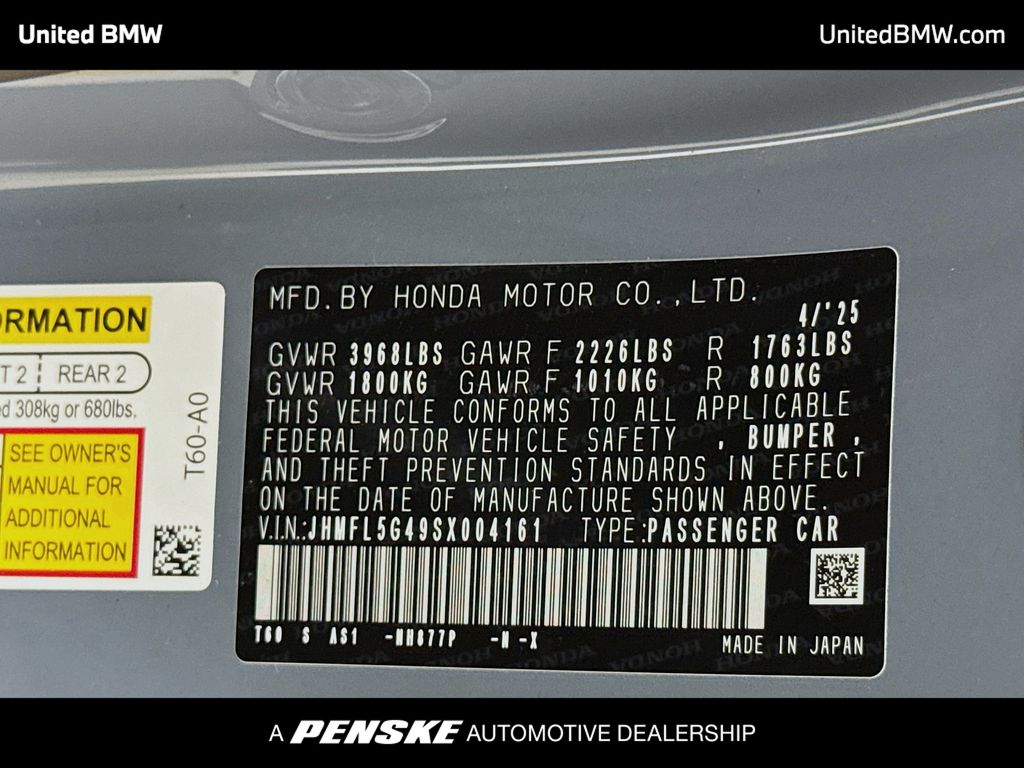 United BMW
UnitedBMW.com
MFD.BY HONDA MOTOR CO.,LTD.
4/'25
GVWR 3968LBS GAWR F 2226LBS R 1763LBS
GVWR 1800KG GAWR F 1010KG R 800KG
THIS VEHICLE CONFORMS TO ALL APPLICABLE
FEDERAL MOTOR VEHICLE SAFETY , BUMPER ,
AND THEFT PREVENTION STANDARDS IN EFFECT
ON THE DATE OF MANUFACTURE SHOWN ABOVE.
V.I.N.:JHMFL5G49SX004161 TYPE:PASSENGER CAR
T60 S AS1 -NH877P -N -X
MADE IN JAPAN
ORMATION
T 2 REAR 2
ed 308kg or 680lbs.
SEE OWNER'S
MANUAL FOR
ADDITIONAL
INFORMATION
T60-A0
A PENSKE AUTOMOTIVE DEALERSHIP